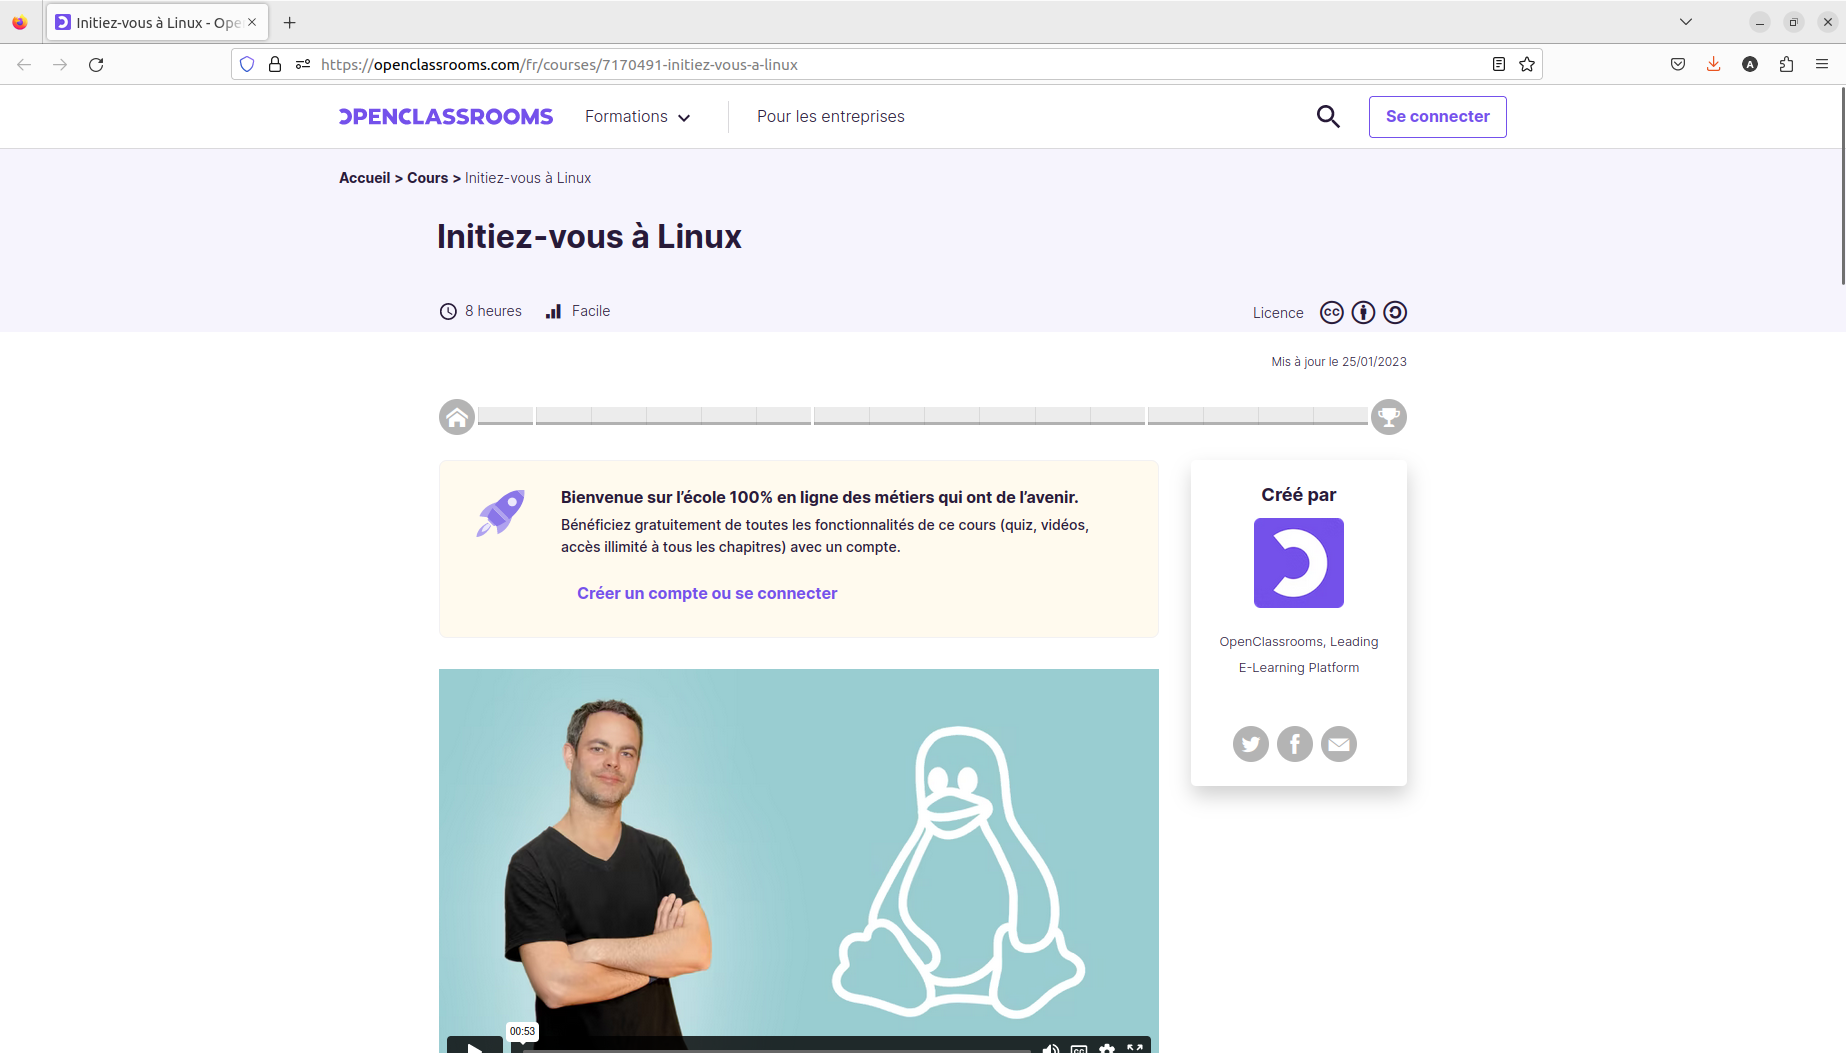 Initiez-vous à Linux - Ope
https://openclassrooms.com/fr/courses/7170491-initiez-vous-a-linux
A
OPENCLASSROOMS
Formations
Pour les entreprises
Se connecter
Accueil > Cours > Initiez-vous à Linux
Initiez-vous à Linux
8 heures
Facile
Licence
CC
Mis à jour le 25/01/2023
Bienvenue sur l’école 100% en ligne des métiers qui ont de l’avenir.
Bénéficiez gratuitement de toutes les fonctionnalités de ce cours (quiz, vidéos,
accès illimité à tous les chapitres) avec un compte.
Créer un compte ou se connecter
Créé par
OpenClassrooms, Leading
E-Learning Platform
00:53
CC